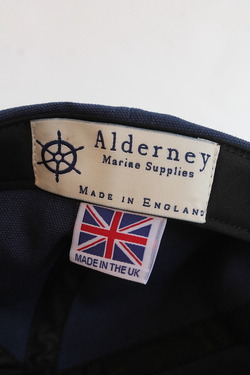 Alderney
Marine Supplies
MADE IN ENGLAND
MADE IN THE UK